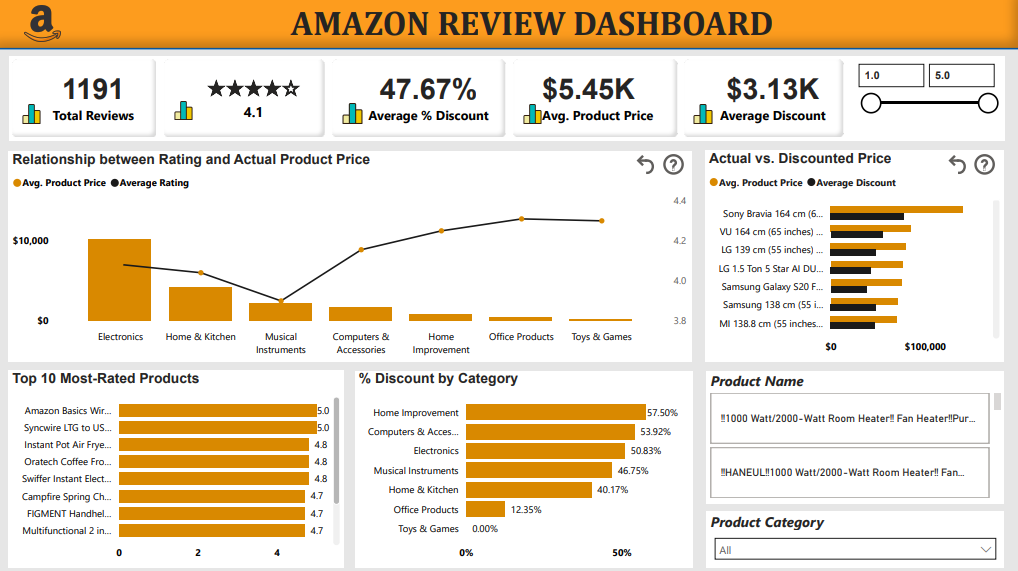 a
AMAZON REVIEW DASHBOARD
1191
Total Reviews
4.1
47.67%
Average % Discount
$5.45K
Avg. Product Price
$3.13K
Average Discount
1.0
5.0
Relationship between Rating and Actual Product Price
Avg. Product Price Average Rating
$10,000
$0
4.4
4.2
4.0
3.8
Electronics
Home & Kitchen
Musical
Instruments
Computers &
Accessories
Home
Improvement
Office Products
Toys & Games
Actual vs. Discounted Price
Avg. Product Price Average Discount
Sony Bravia 164 cm (6...
VU 164 cm (65 inches) ...
LG 139 cm (55 inches) ...
LG 1.5 Ton 5 Star AI DU...
Samsung Galaxy S20 F...
Samsung 138 cm (55 i...
MI 138.8 cm (55 inches...
$0
$100,000
Top 10 Most-Rated Products
Amazon Basics Wir... 5.0
Syncwire LTG to US... 5.0
Instant Pot Air Frye... 4.8
Oratech Coffee Fro... 4.8
Swiffer Instant Elect... 4.8
Campfire Spring Ch... 4.7
FIGMENT Handhel... 4.7
Multifunctional 2 in... 4.7
0 2 4
% Discount by Category
Home Improvement 57.50%
Computers & Acces... 53.92%
Electronics 50.83%
Musical Instruments 46.75%
Home & Kitchen 40.17%
Office Products 12.35%
Toys & Games 0.00%
0% 50%
Product Name
!!1000 Watt/2000-Watt Room Heater!! Fan Heater!!Pur...
!!HANEUL!!1000 Watt/2000-Watt Room Heater!! Fan...
Product Category
All